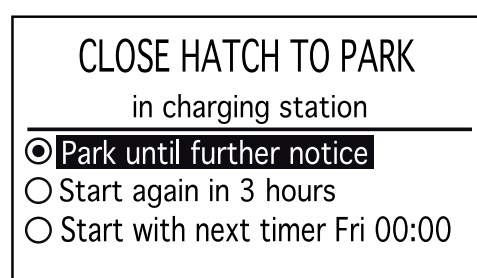 CLOSE HATCH TO PARK
in charging station
Park until further notice
Start again in 3 hours
Start with next timer Fri 00:00